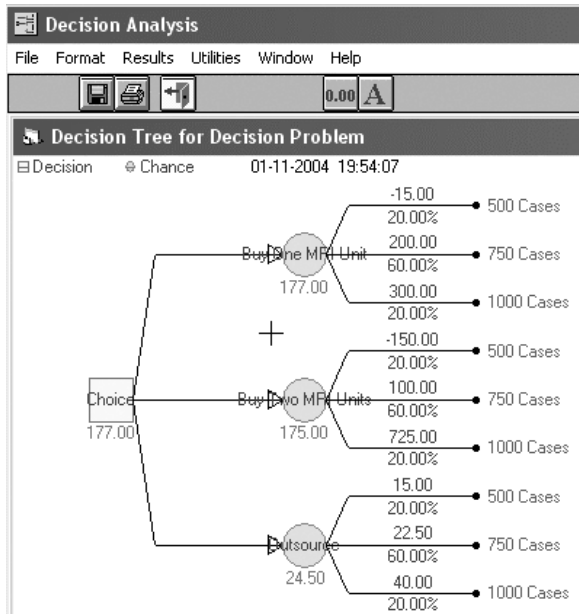 Decision Analysis
File Format Results Utilities Window Help
0.00 A
Decision Tree for Decision Problem
Decision Chance 01-11-2004 19:54:07
-15.00
500 Cases
20.00%
Buy One MRI Unit
200.00
750 Cases
60.00%
177.00
300.00
1000 Cases
20.00%
-150.00
500 Cases
20.00%
Choice
177.00
Buy Two MRI Units
100.00
750 Cases
60.00%
175.00
725.00
1000 Cases
20.00%
15.00
500 Cases
20.00%
Outsource
22.50
750 Cases
60.00%
24.50
40.00
1000 Cases
20.00%